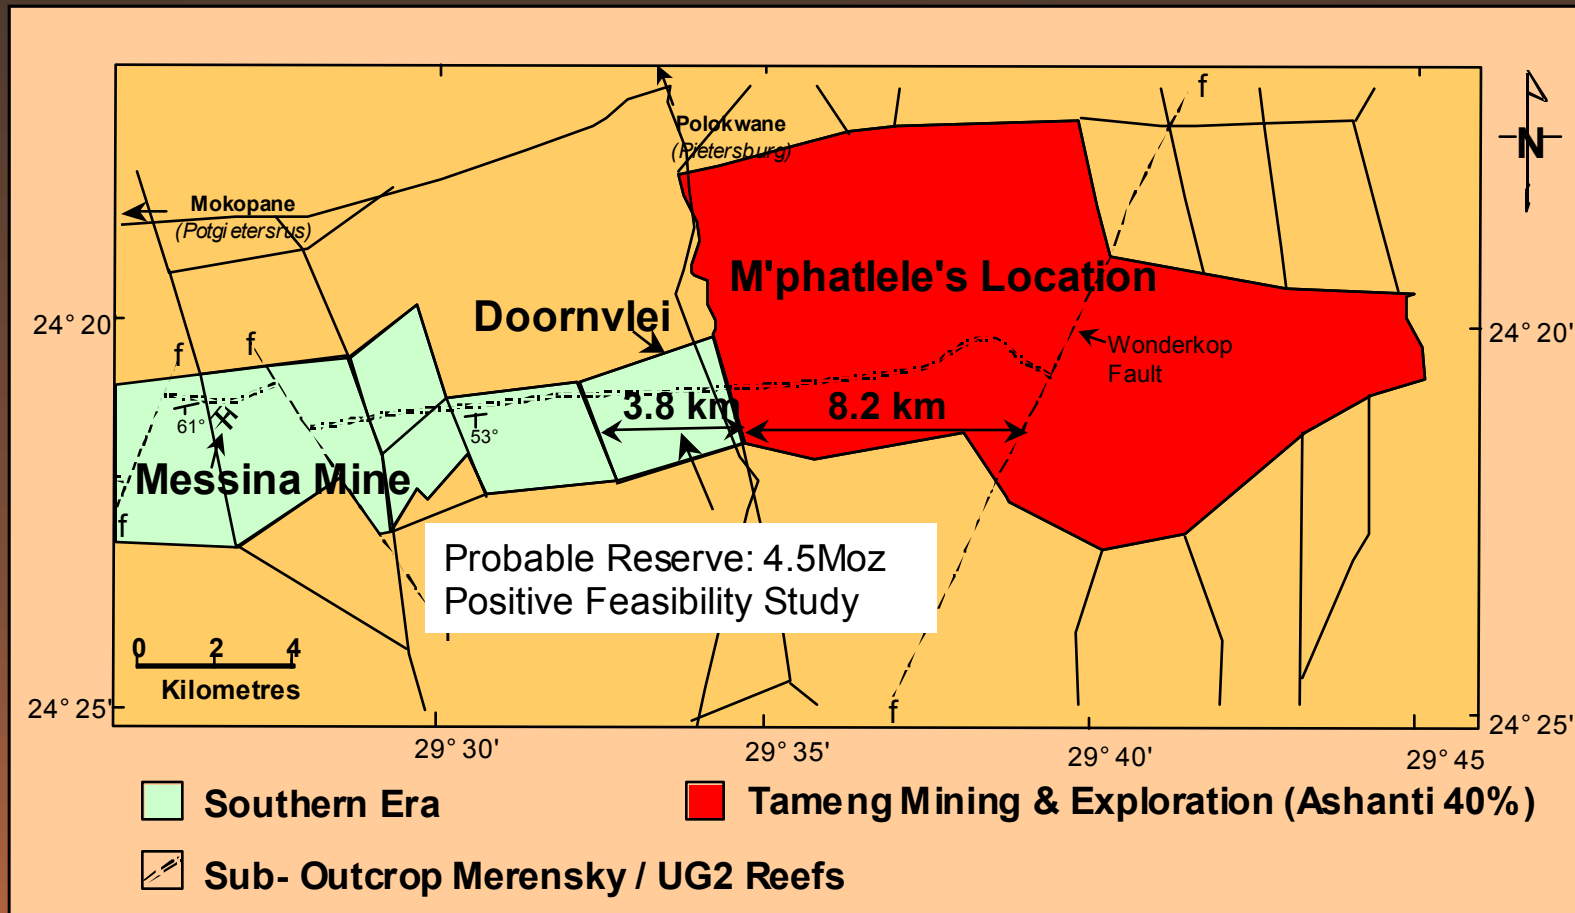 f
Polokwane
(Pietersburg)
N
Mokopane
(Potgietersrus)
M'phatlele's Location
Doornvlei
24° 20'
24° 20'
f
f
Wonderkop
Fault
3.8 km
8.2 km
61°
53°
Messina Mine
f
Probable Reserve: 4.5Moz
Positive Feasibility Study
0 2 4
Kilometres
24° 25'
f
24° 25'
29° 30'
29° 35'
29° 40'
29° 45
Southern Era
Tameng Mining & Exploration (Ashanti 40%)
Sub- Outcrop Merensky / UG2 Reefs